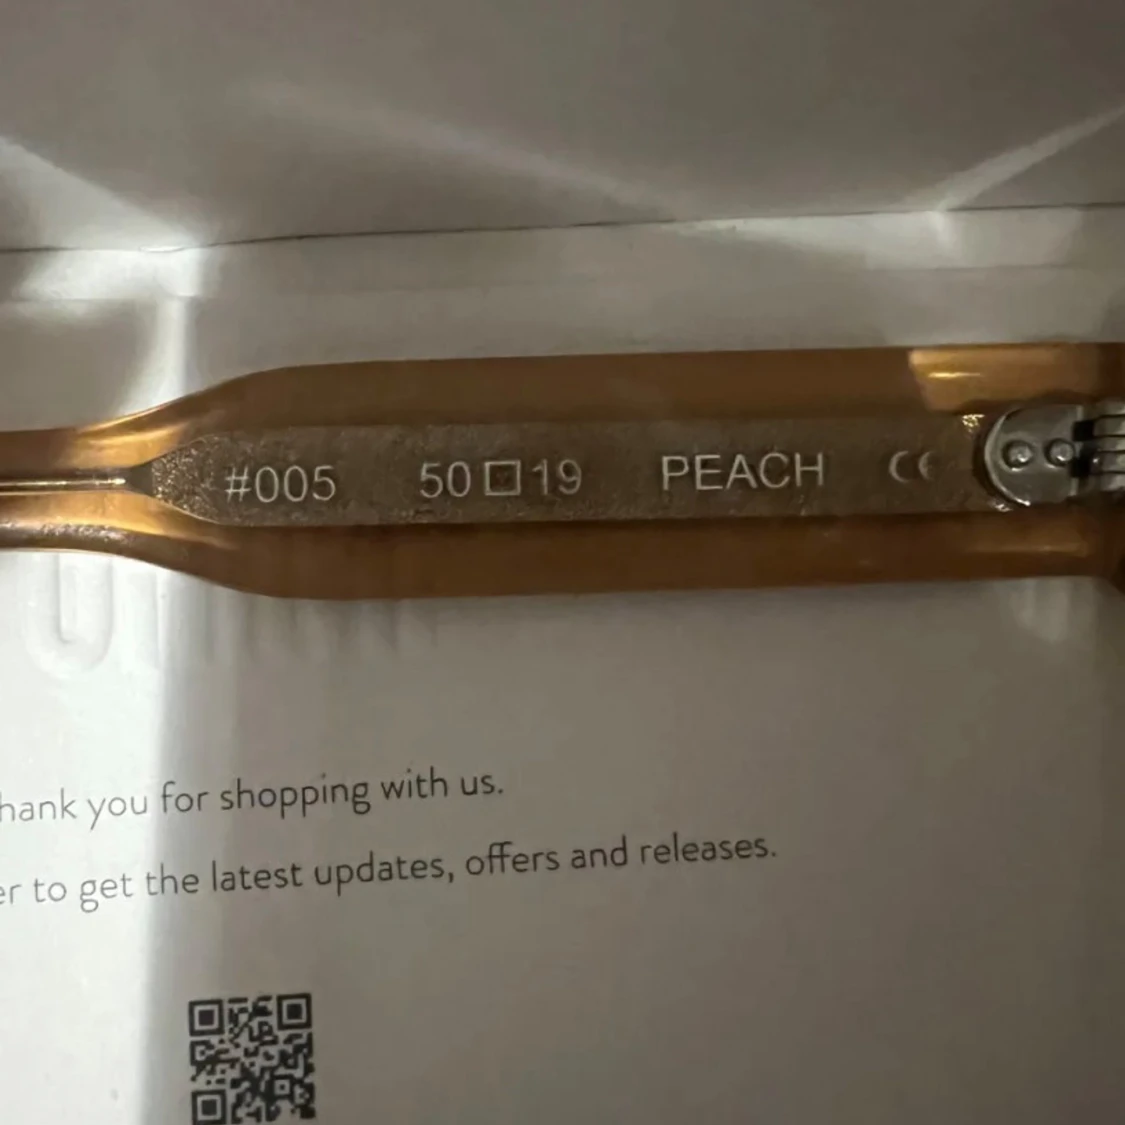 #005 50□19 PEACH CE
hank you for shopping with us.
er to get the latest updates, offers and releases.